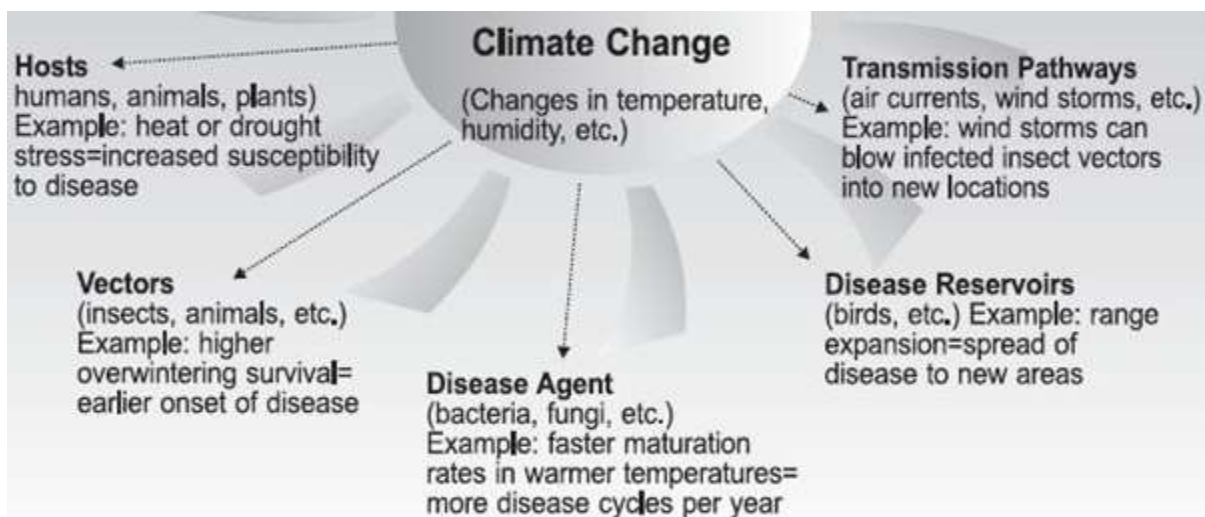 Climate Change
(Changes in temperature,
humidity, etc.)
Hosts
humans, animals, plants)
Example: heat or drought
stress=increased susceptibility
to disease
Vectors
(insects, animals, etc.)
Example: higher
overwintering survival=
earlier onset of disease
Disease Agent
(bacteria, fungi, etc.)
Example: faster maturation
rates in warmer temperatures=
more disease cycles per year
Disease Reservoirs
(birds, etc.) Example: range
expansion=spread of
disease to new areas
Transmission Pathways
(air currents, wind storms, etc.)
Example: wind storms can
blow infected insect vectors
into new locations